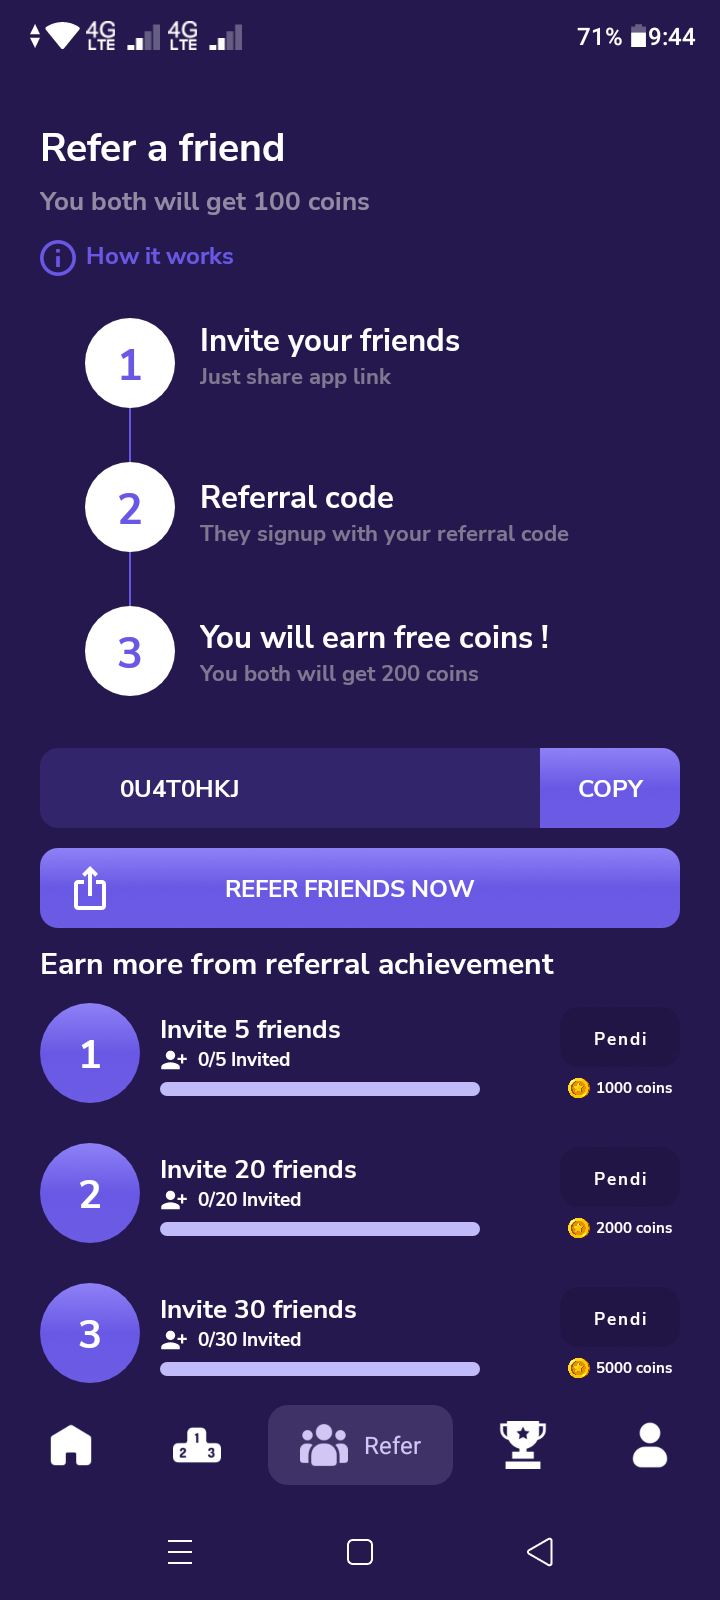 4G LTE 4G LTE 71% 9:44
Refer a friend
You both will get 100 coins
How it works
1
Invite your friends
Just share app link
2
Referral code
They signup with your referral code
3
You will earn free coins !
You both will get 200 coins
0U4T0HKJ COPY
REFER FRIENDS NOW
Earn more from referral achievement
1
Invite 5 friends
0/5 Invited
Pendi
1000 coins
2
Invite 20 friends
0/20 Invited
Pendi
2000 coins
3
Invite 30 friends
0/30 Invited
Pendi
5000 coins
2 1 3
Refer